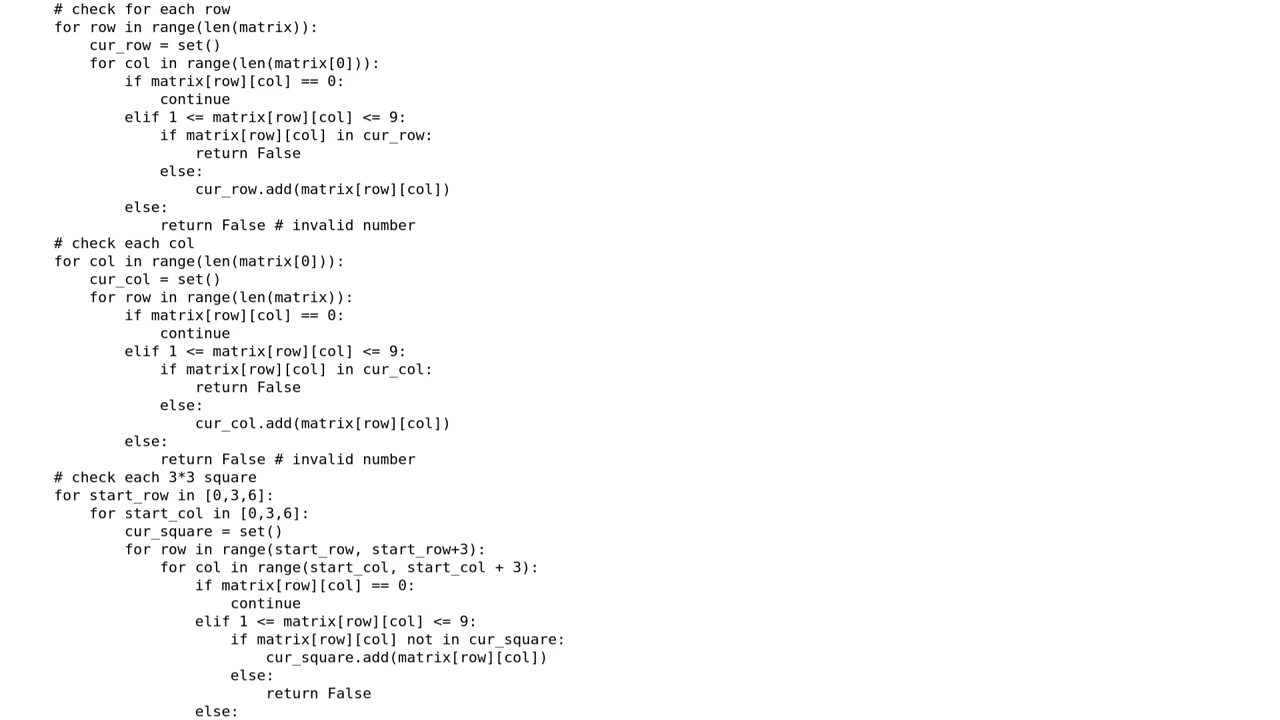 # check for each row
    for row in range(len(matrix)):
        cur_row = set()
        for col in range(len(matrix[0])):
            if matrix[row][col] == 0:
                continue
            elif 1 <= matrix[row][col] <= 9:
                if matrix[row][col] in cur_row:
                    return False
                else:
                    cur_row.add(matrix[row][col])
            else:
                return False # invalid number
    # check each col
    for col in range(len(matrix[0])):
        cur_col = set()
        for row in range(len(matrix)):
            if matrix[row][col] == 0:
                continue
            elif 1 <= matrix[row][col] <= 9:
                if matrix[row][col] in cur_col:
                    return False
                else:
                    cur_col.add(matrix[row][col])
            else:
                return False # invalid number
    # check each 3*3 square
    for start_row in [0,3,6]:
        for start_col in [0,3,6]:
            cur_square = set()
            for row in range(start_row, start_row+3):
                for col in range(start_col, start_col + 3):
                    if matrix[row][col] == 0:
                        continue
                    elif 1 <= matrix[row][col] <= 9:
                        if matrix[row][col] not in cur_square:
                            cur_square.add(matrix[row][col])
                        else:
                            return False
                    else: